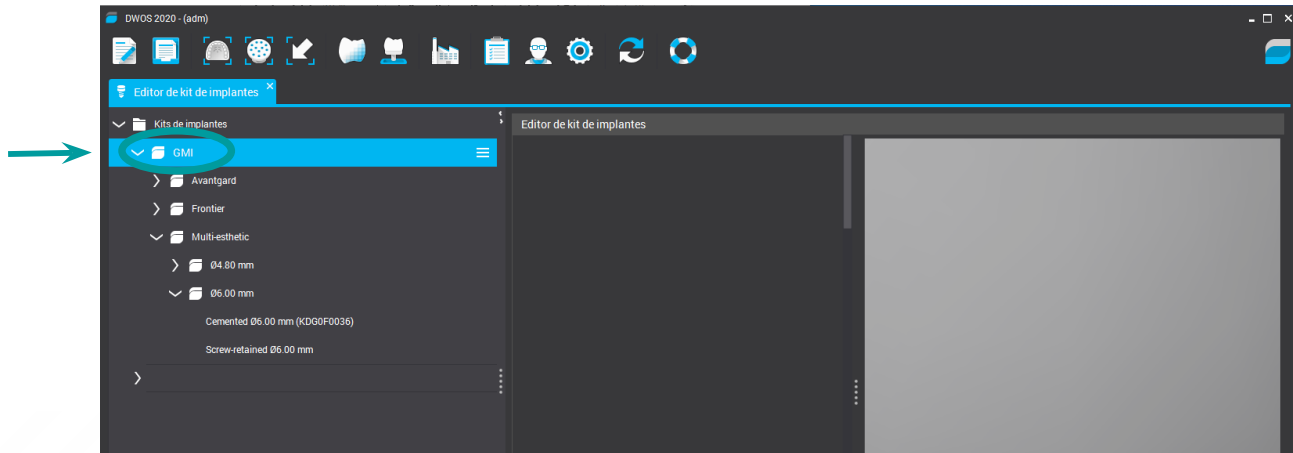 DWOS 2020 - (adm)
Editor de kit de implantes
Kits de implantes
Editor de kit de implantes
GMI
Avantgard
Frontier
Multi-esthetic
Ø4.80 mm
Ø6.00 mm
Cemented Ø6.00 mm (KDG0F0036)
Screw-retained Ø6.00 mm